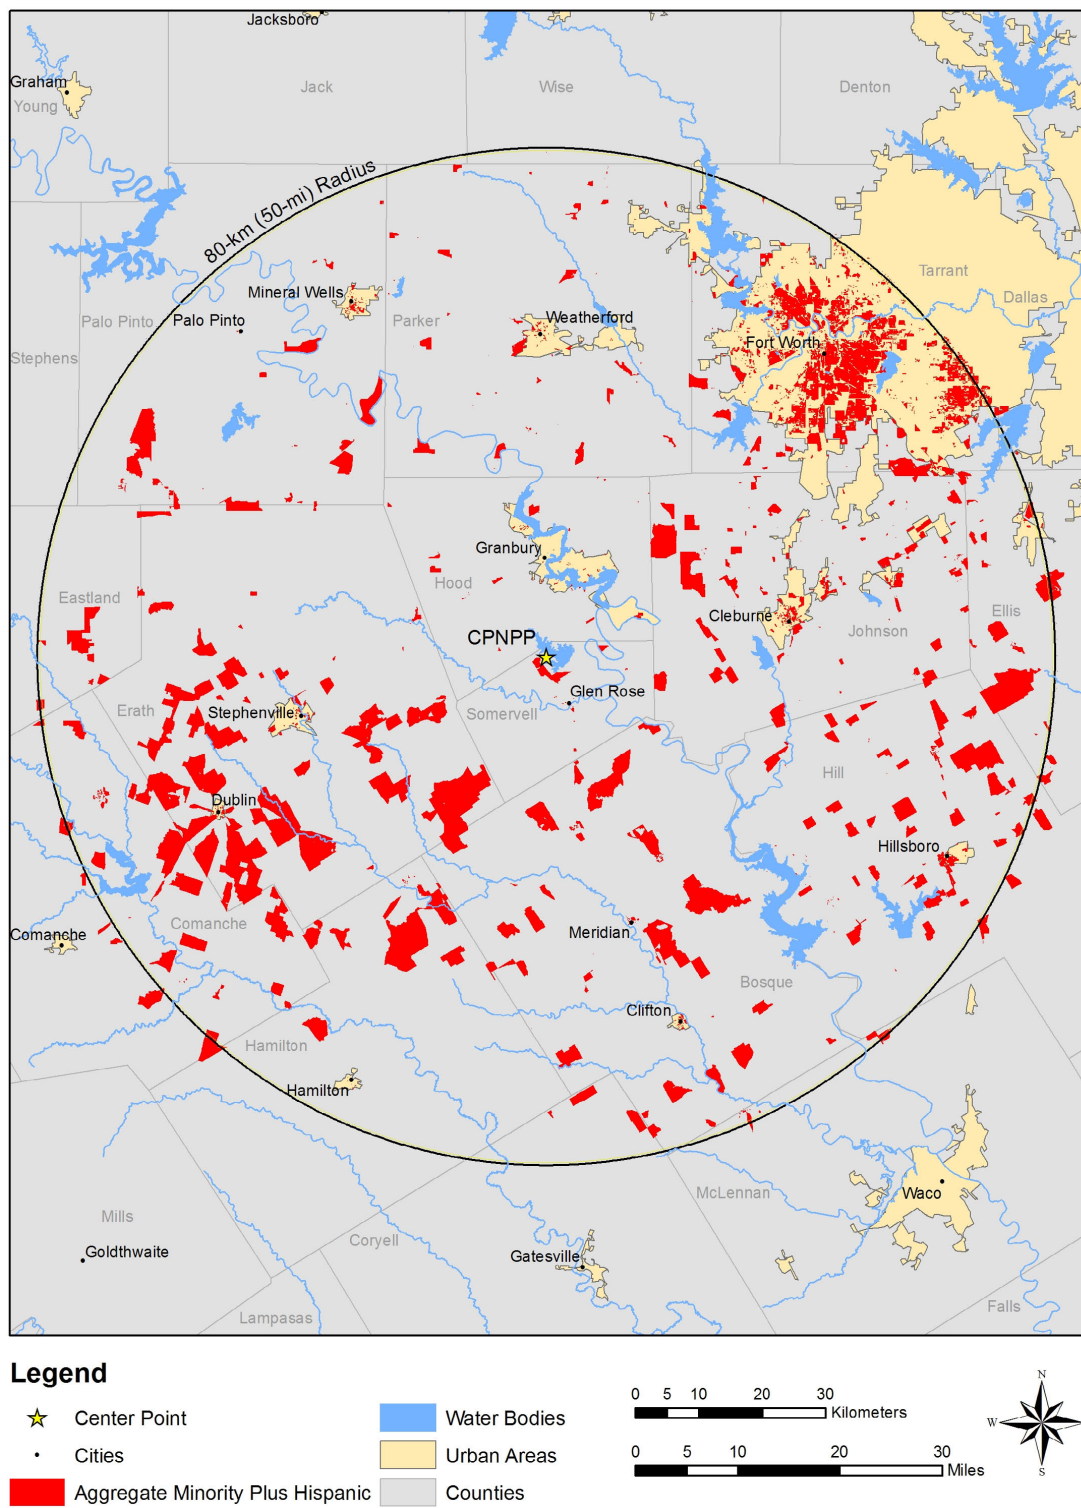 Jacksboro
Graham
Young
Jack
Wise
Denton
80-km (50-mi) Radius
Tarrant
Dallas
Mineral Wells
Palo Pinto
Palo Pinto
Parker
Weatherford
Fort Worth
Stephens
Granbury
Hood
Eastland
Cleburne
Johnson
Ellis
CPNPP
Glen Rose
Somervell
Erath
Stephenville
Hill
Dublin
Hillsboro
Comanche
Comanche
Meridian
Bosque
Clifton
Hamilton
Hamilton
McLennan
Waco
Mills
Goldthwaite
Coryell
Gatesville
Lampasas
Falls
Legend
Center Point
Cities
Aggregate Minority Plus Hispanic
Water Bodies
Urban Areas
Counties
0 5 10 20 30
Kilometers
0 5 10 20 30
Miles
N
W E
S